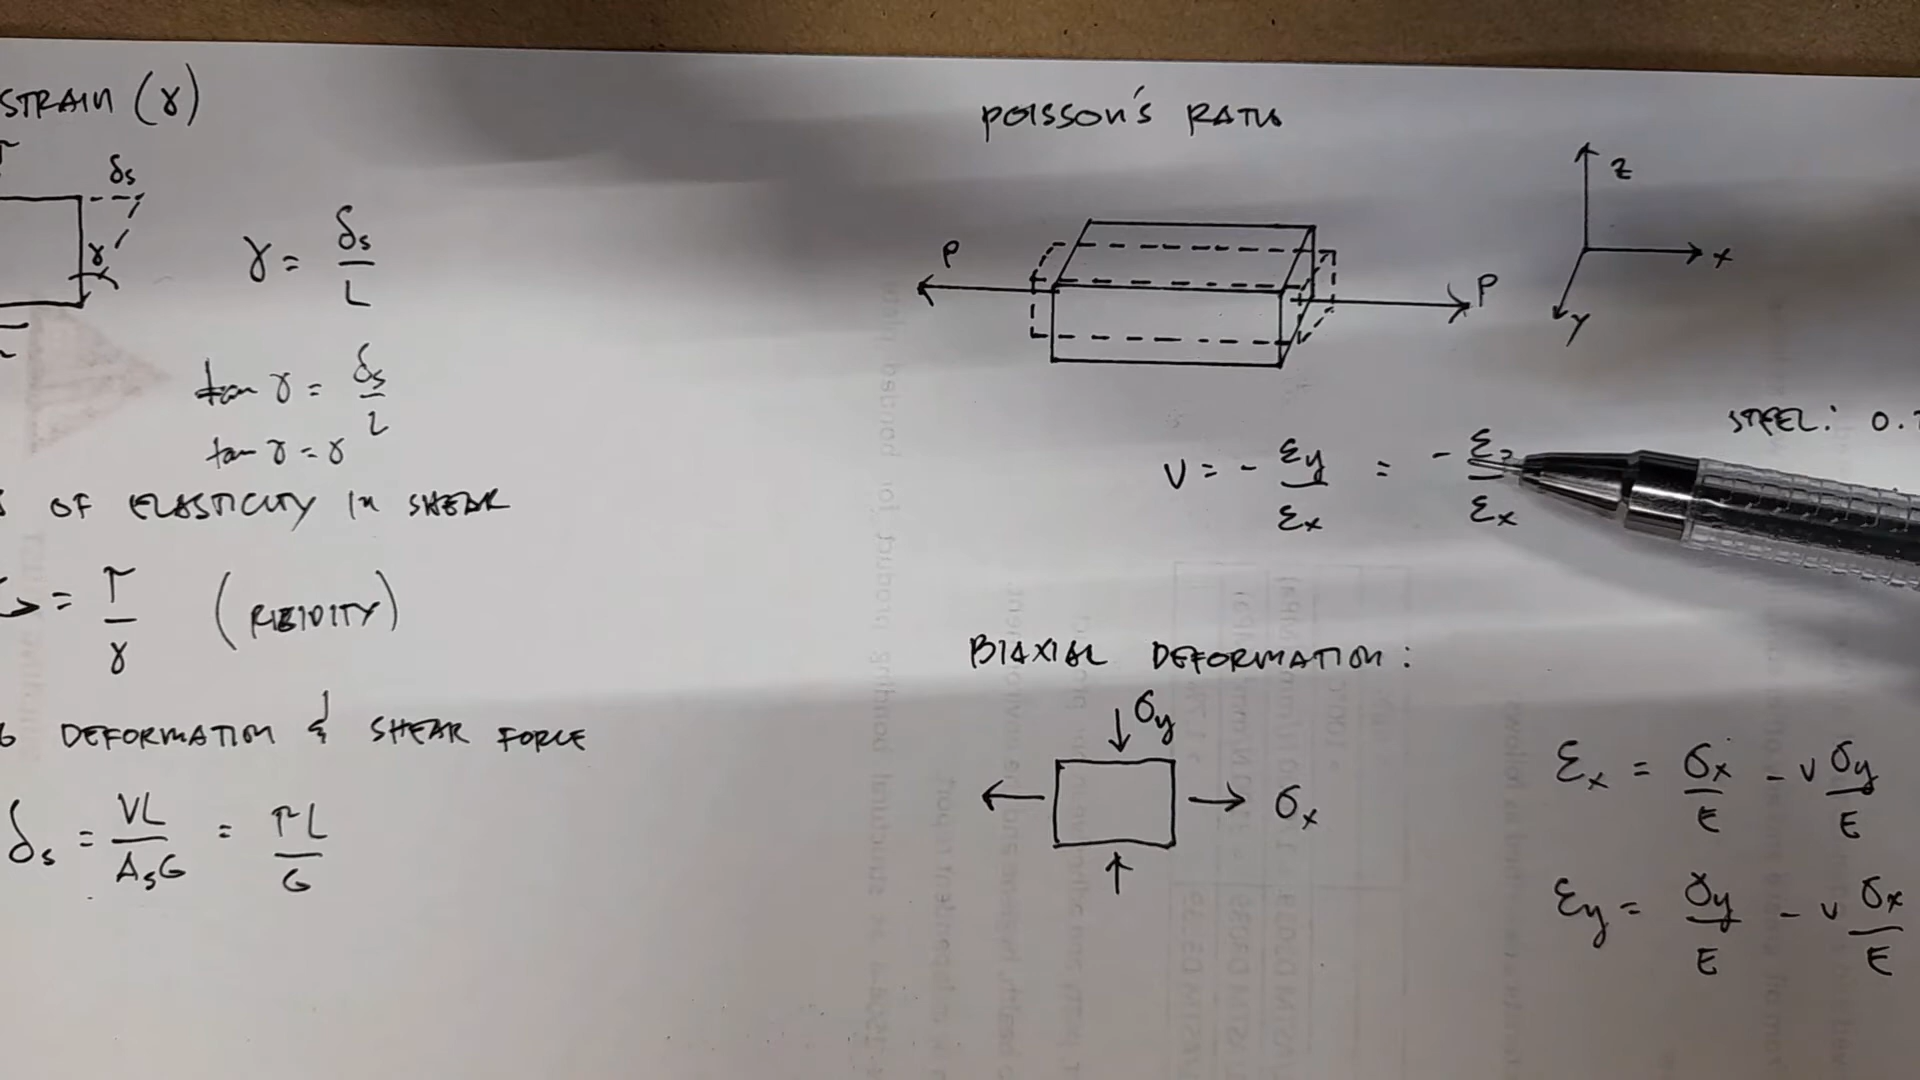 STRAIN (γ)
δs
γ
γ = δs / L
tan γ = δs / L
tan γ = γ
OF ELASTICITY IN SHEAR
= τ / γ (RIGIDITY)
DEFORMATION & SHEAR FORCE
δs = VL / AsG = τL / G
POISSON'S RATIO
P
P
z
x
y
STEEL: 0.
ν = - εy / εx = - εz / εx
BIAXIAL DEFORMATION:
σy
σx
εx = σx / E - ν σy / E
εy = σy / E - ν σx / E